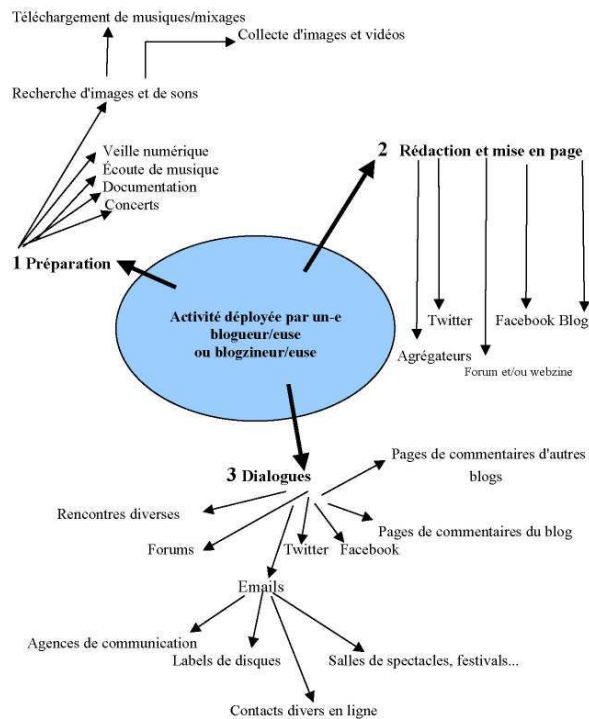 Téléchargement de musiques/mixages
Collecte d'images et vidéos
Recherche d'images et de sons
Veille numérique
Écoute de musique
Documentation
Concerts
1 Préparation
2 Rédaction et mise en page
Twitter
Facebook Blog
Agrégateurs
Forum et/ou webzine
Activité déployée par un-e
blogueur/euse
ou blogzineur/euse
3 Dialogues
Pages de commentaires d'autres
blogs
Rencontres diverses
Pages de commentaires du blog
Forums
Twitter
Facebook
Emails
Agences de communication
Labels de disques
Salles de spectacles, festivals...
Contacts divers en ligne